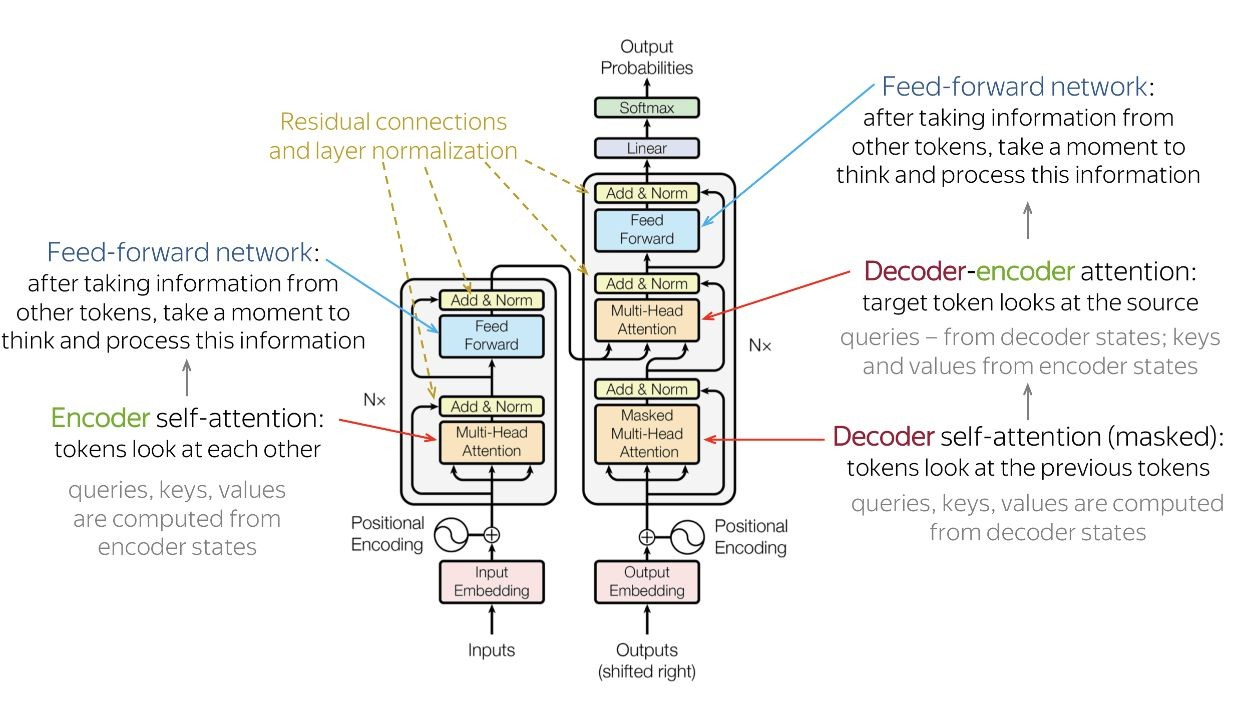 Output
Probabilities
Softmax
Linear
Add & Norm
Feed
Forward
Add & Norm
Multi-Head
Attention
Add & Norm
Masked
Multi-Head
Attention
Nx
Positional
Encoding
Output
Embedding
Outputs
(shifted right)
Residual connections
and layer normalization
Add & Norm
Feed
Forward
Add & Norm
Multi-Head
Attention
Nx
Positional
Encoding
Input
Embedding
Inputs
Feed-forward network:
after taking information from
other tokens, take a moment to
think and process this information
Encoder self-attention:
tokens look at each other
queries, keys, values
are computed from
encoder states
Feed-forward network:
after taking information from
other tokens, take a moment to
think and process this information
Decoder-encoder attention:
target token looks at the source
queries – from decoder states; keys
and values from encoder states
Decoder self-attention (masked):
tokens look at the previous tokens
queries, keys, values are computed
from decoder states